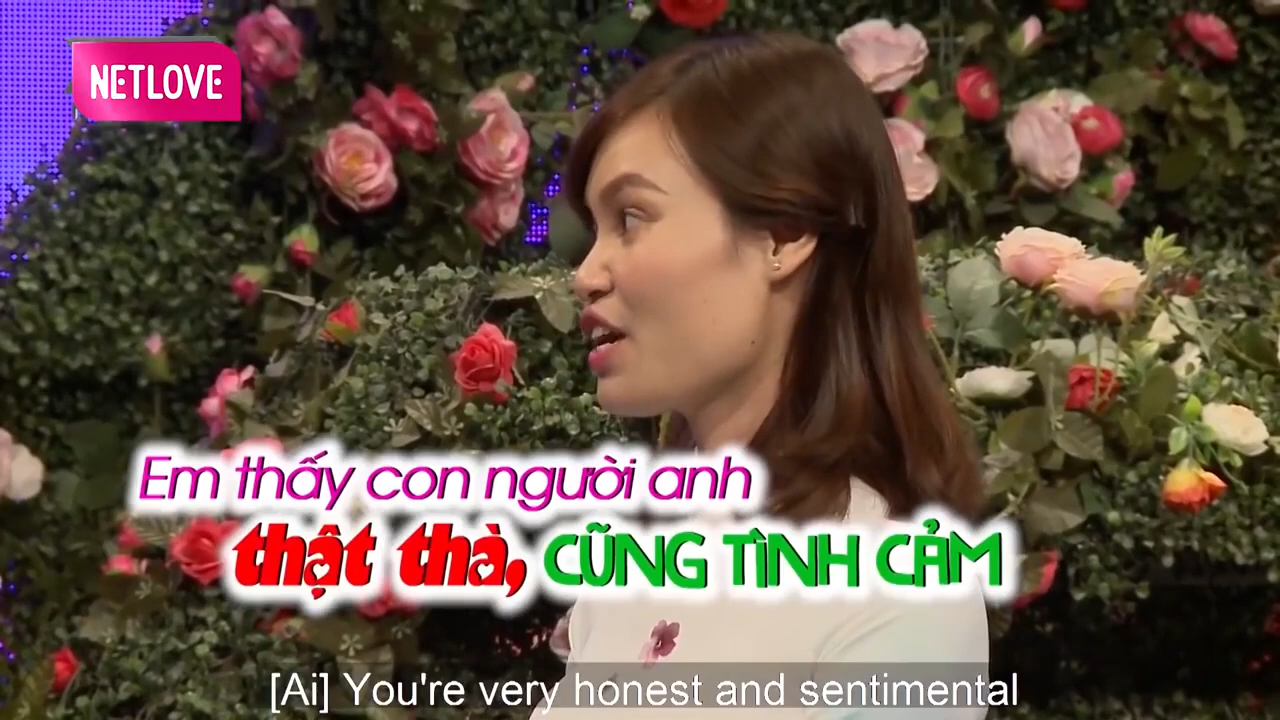 NETLOVE
Em thấy con người anh
thật thà, CŨNG TÌNH CẢM
[Ai] You're very honest and sentimental